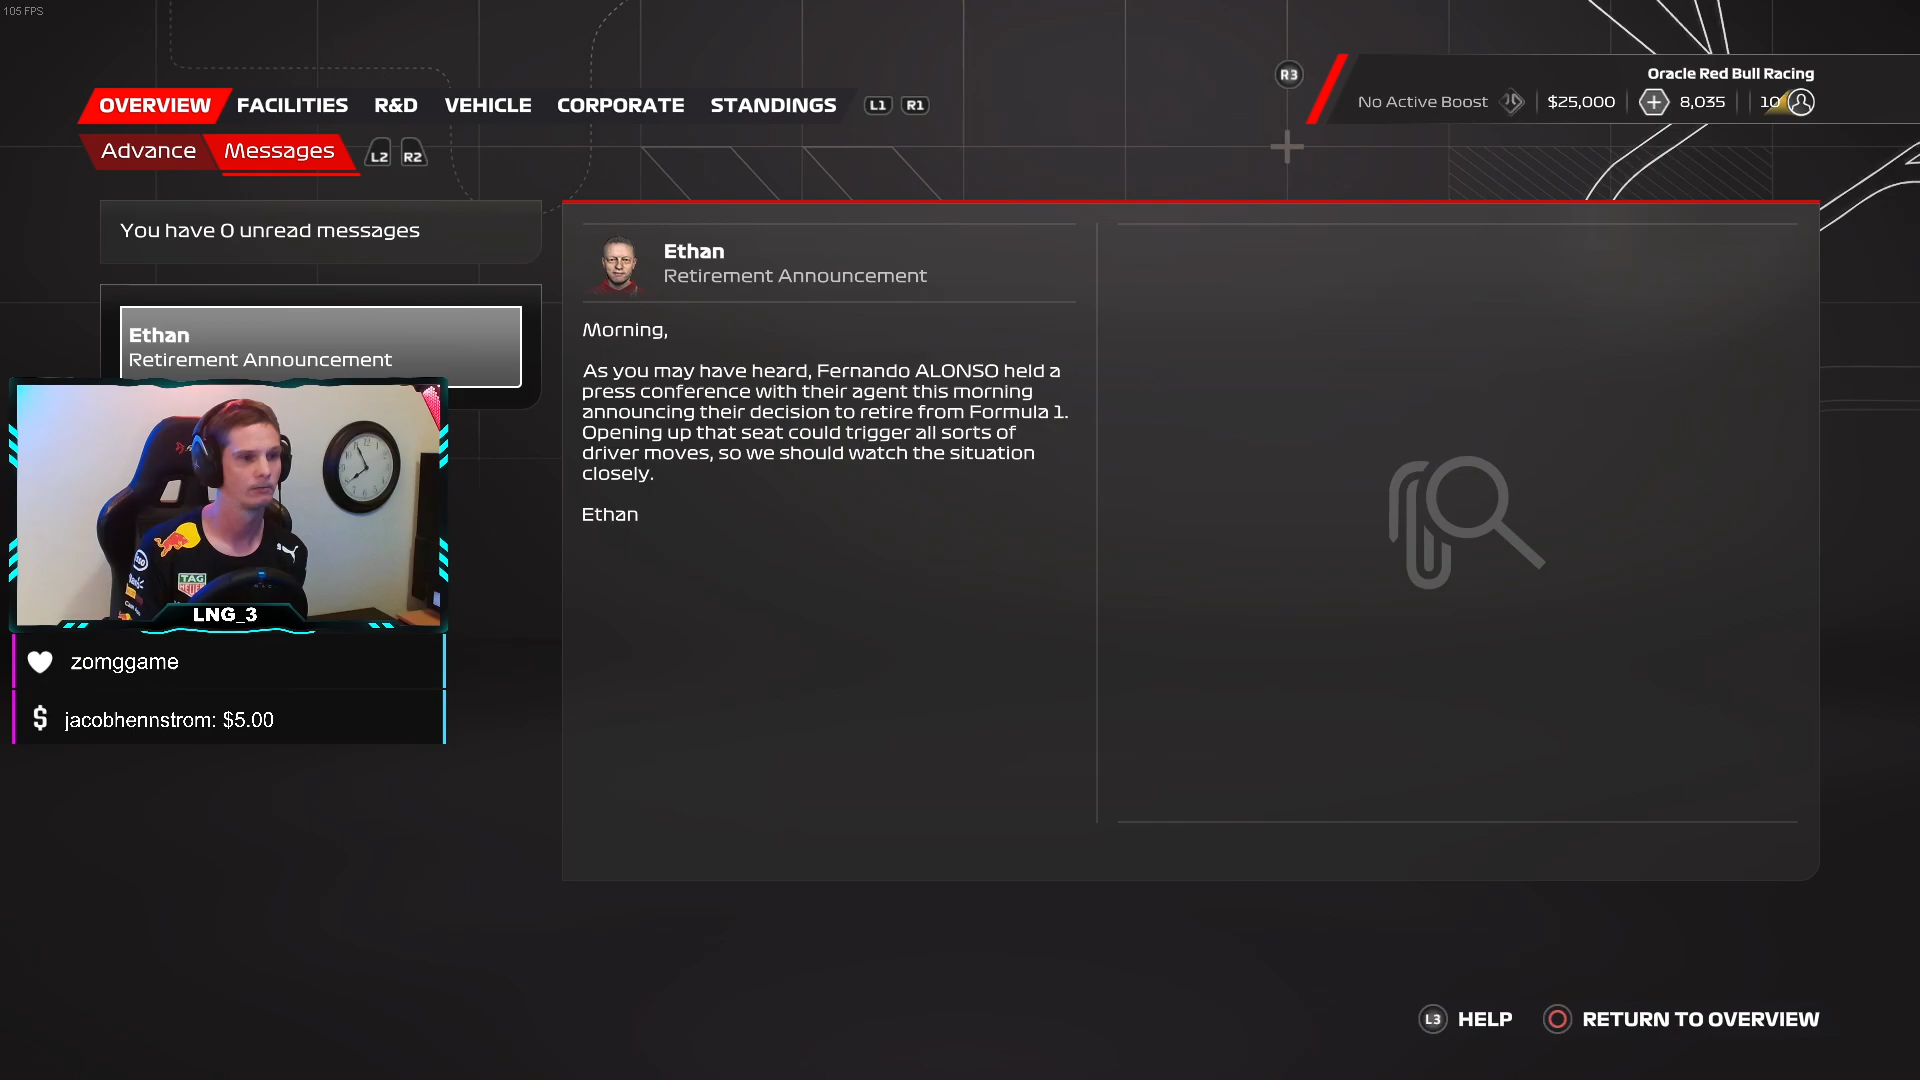 105 FPS
R3
Oracle Red Bull Racing
No Active Boost
$25,000
8,035
10
OVERVIEW
FACILITIES
R&D
VEHICLE
CORPORATE
STANDINGS
L1
R1
Advance
Messages
L2
R2
You have 0 unread messages
Ethan
Retirement Announcement
Ethan
Retirement Announcement
Morning,
As you may have heard, Fernando ALONSO held a
press conference with their agent this morning
announcing their decision to retire from Formula 1.
Opening up that seat could trigger all sorts of
driver moves, so we should watch the situation
closely.
Ethan
TAG
HEUER
LNG_3
zomggame
$ jacobhennstrom: $5.00
L3 HELP
RETURN TO OVERVIEW